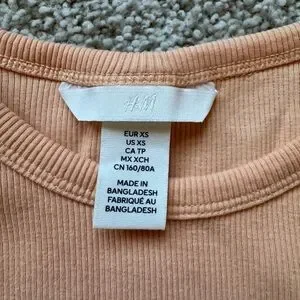 H&M
EUR XS
US XS
CA TP
MX XCH
CN 160/80A
MADE IN
BANGLADESH
FABRIQUÉ AU
BANGLADESH